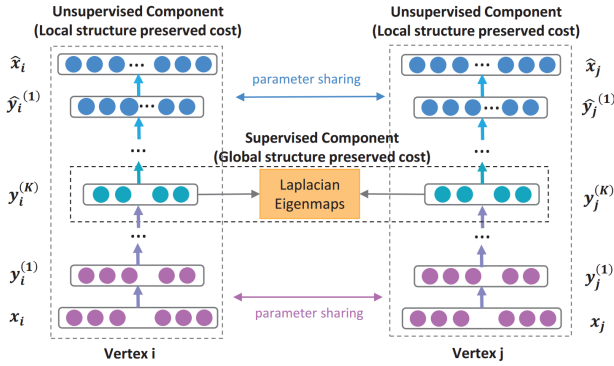 Unsupervised Component
(Local structure preserved cost)
Unsupervised Component
(Local structure preserved cost)
x̂ᵢ
...
...
x̂ⱼ
parameter sharing
ŷᵢ⁽¹⁾
...
...
ŷⱼ⁽¹⁾
...
Supervised Component
(Global structure preserved cost)
...
yᵢ⁽ᴷ⁾
Laplacian
Eigenmaps
yⱼ⁽ᴷ⁾
...
...
yᵢ⁽¹⁾
yⱼ⁽¹⁾
parameter sharing
xᵢ
xⱼ
Vertex i
Vertex j